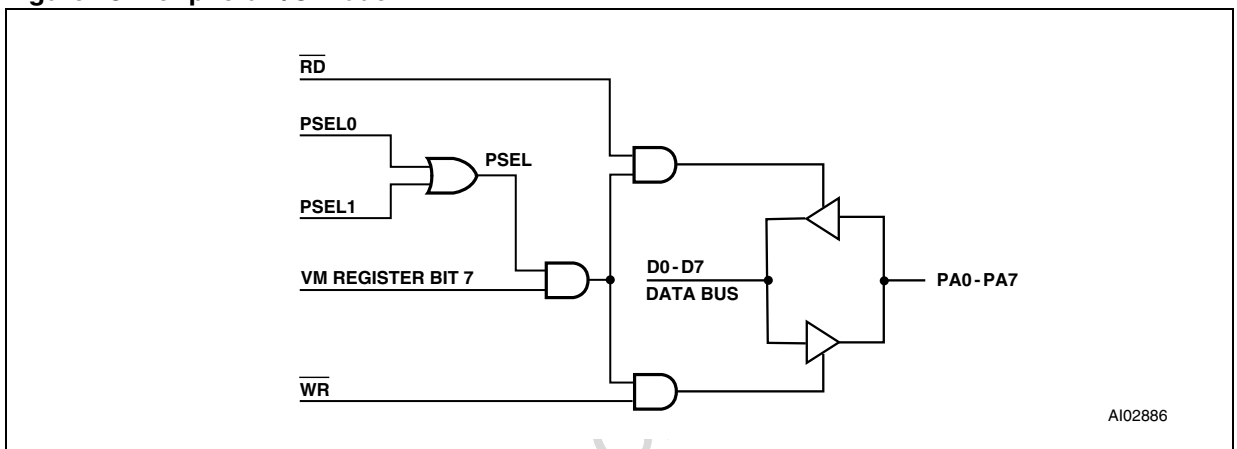 RD
PSEL0
PSEL
PSEL1
D0-D7
VM REGISTER BIT 7
DATA BUS
PA0-PA7
WR
AI02886